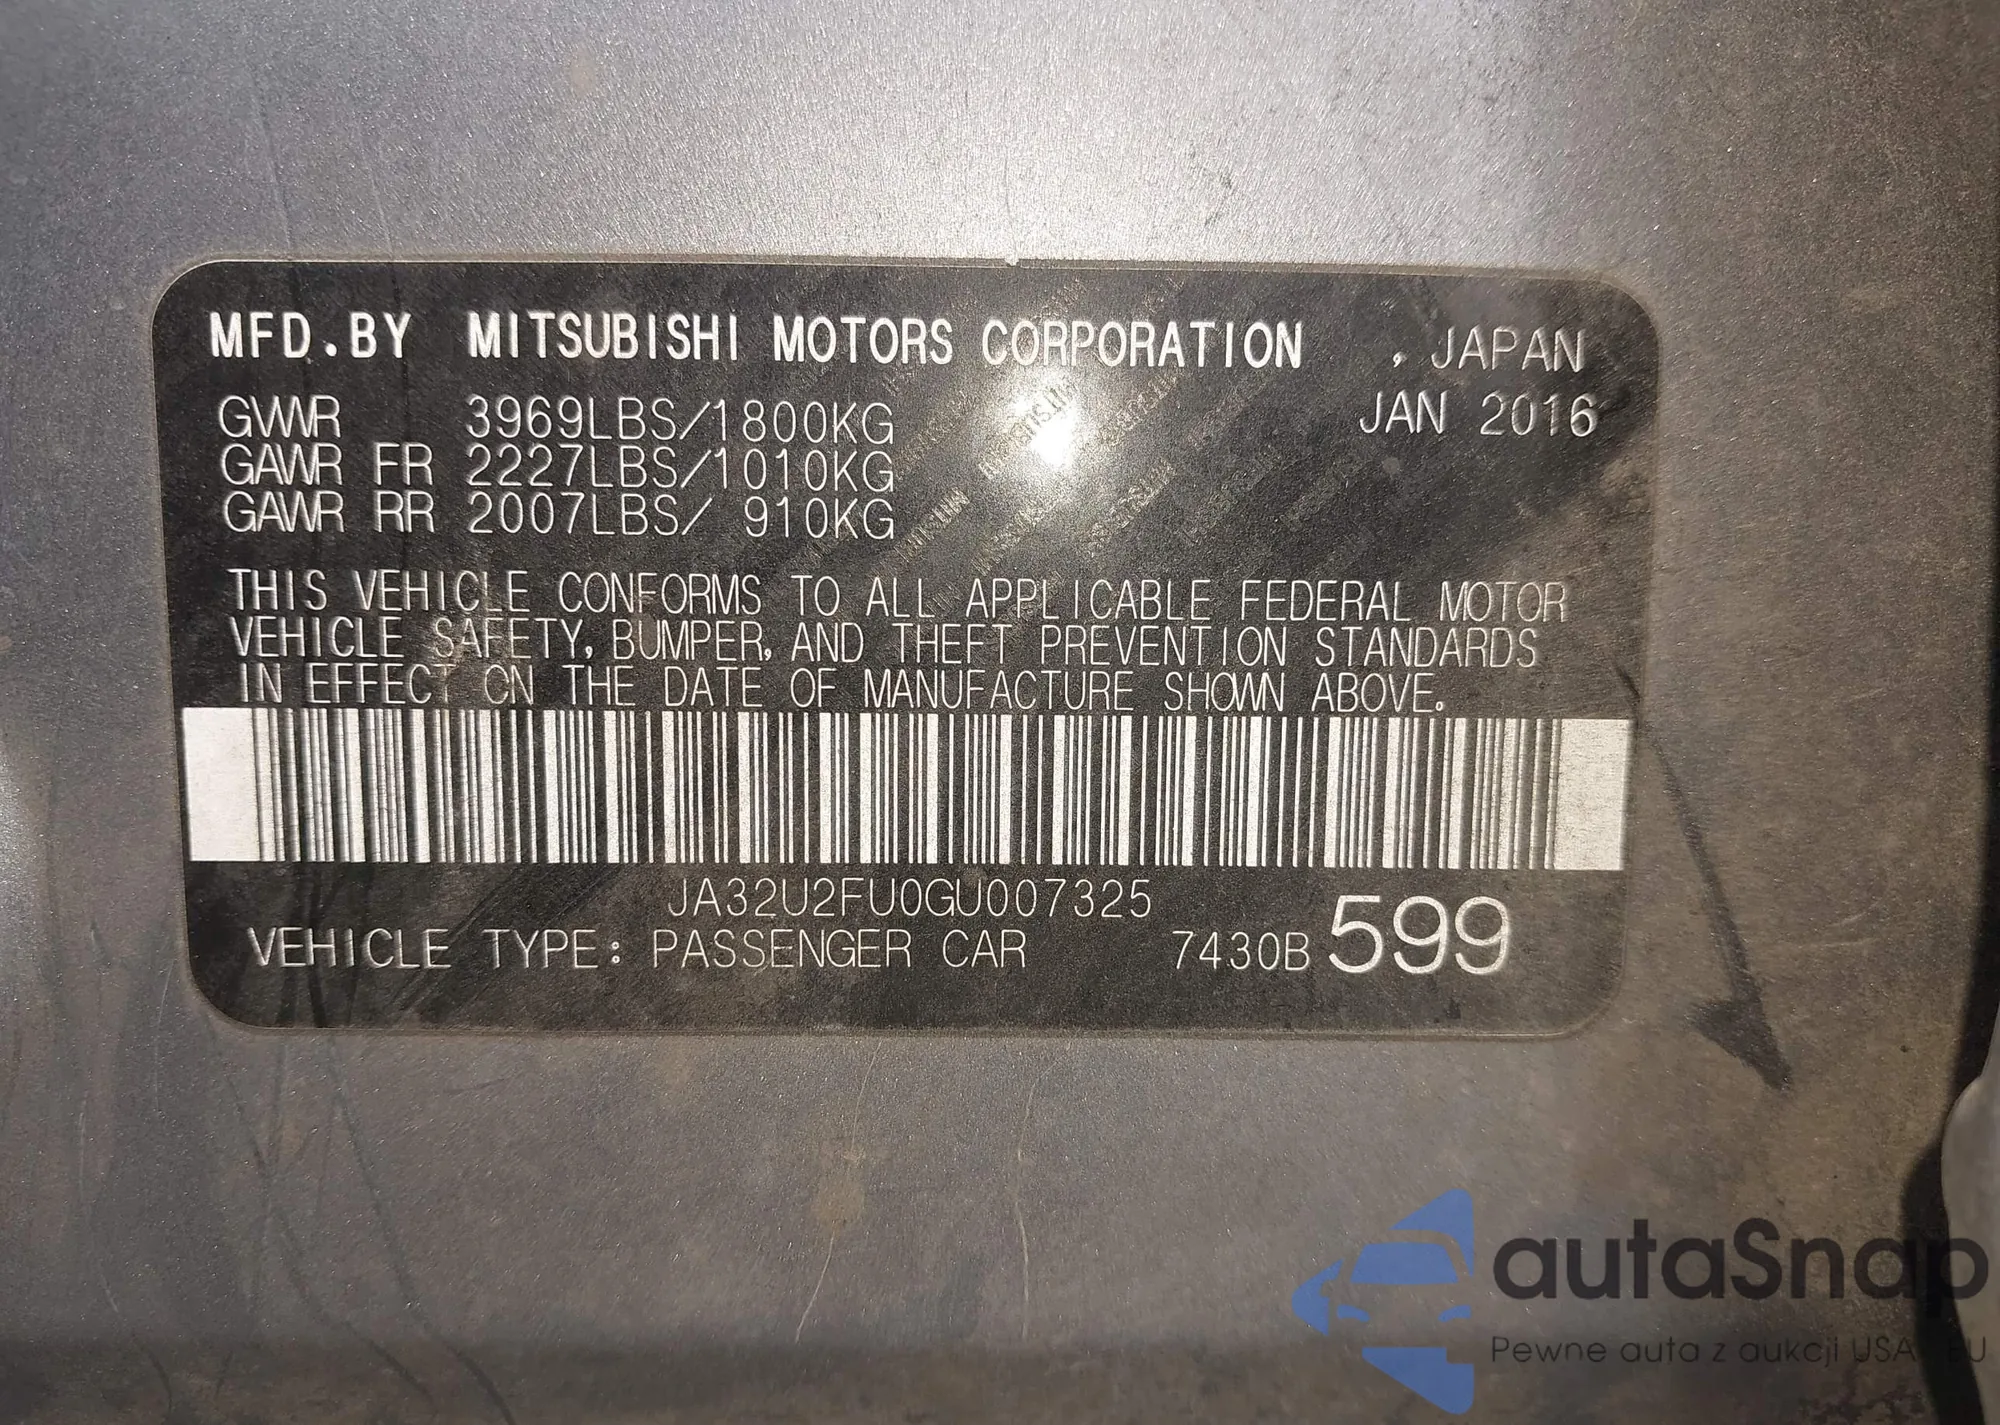 MFD.BY MITSUBISHI MOTORS CORPORATION , JAPAN
GVWR 3969LBS/1800KG JAN 2016
GAWR FR 2227LBS/1010KG
GAWR RR 2007LBS/ 910KG
THIS VEHICLE CONFORMS TO ALL APPLICABLE FEDERAL MOTOR
VEHICLE SAFETY, BUMPER, AND THEFT PREVENTION STANDARDS
IN EFFECT ON THE DATE OF MANUFACTURE SHOWN ABOVE.
JA32U2FU0GU007325
VEHICLE TYPE: PASSENGER CAR 7430B 599
autaSnap
Pewne auta z aukcji USA EU